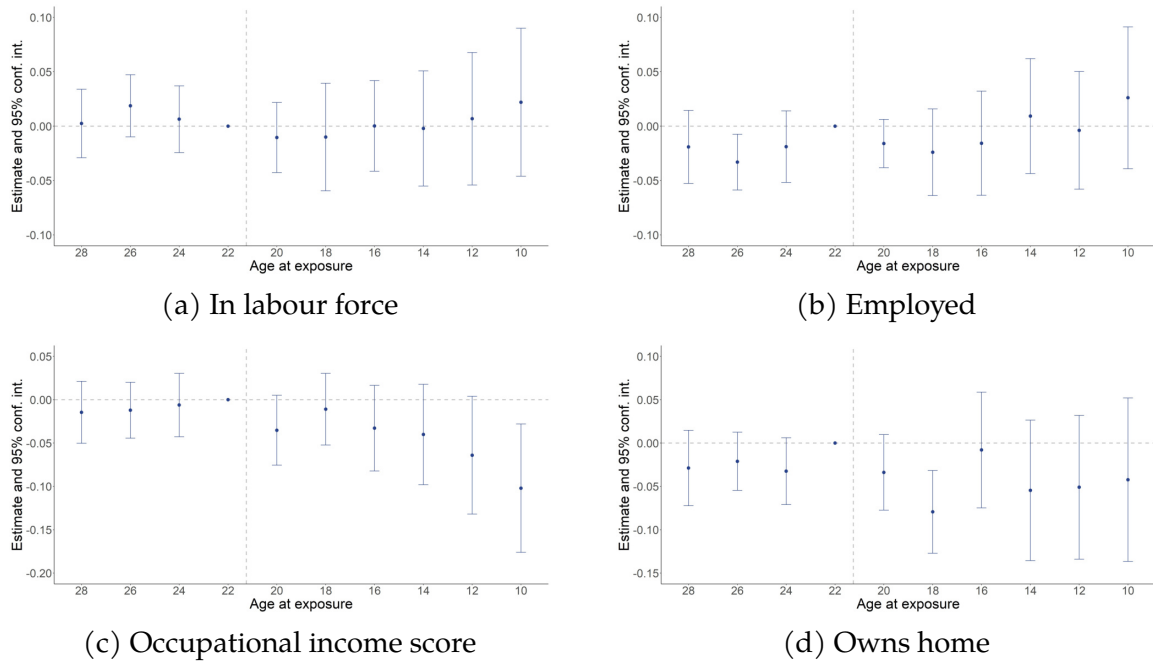 Estimate and 95% conf. int.
0.10
0.05
0.00
-0.05
-0.10
28 26 24 22 20 18 16 14 12 10
Age at exposure
(a) In labour force
Estimate and 95% conf. int.
0.10
0.05
0.00
-0.05
-0.10
28 26 24 22 20 18 16 14 12 10
Age at exposure
(b) Employed
Estimate and 95% conf. int.
0.05
0.00
-0.05
-0.10
-0.15
-0.20
28 26 24 22 20 18 16 14 12 10
Age at exposure
(c) Occupational income score
Estimate and 95% conf. int.
0.10
0.05
0.00
-0.05
-0.10
-0.15
28 26 24 22 20 18 16 14 12 10
Age at exposure
(d) Owns home